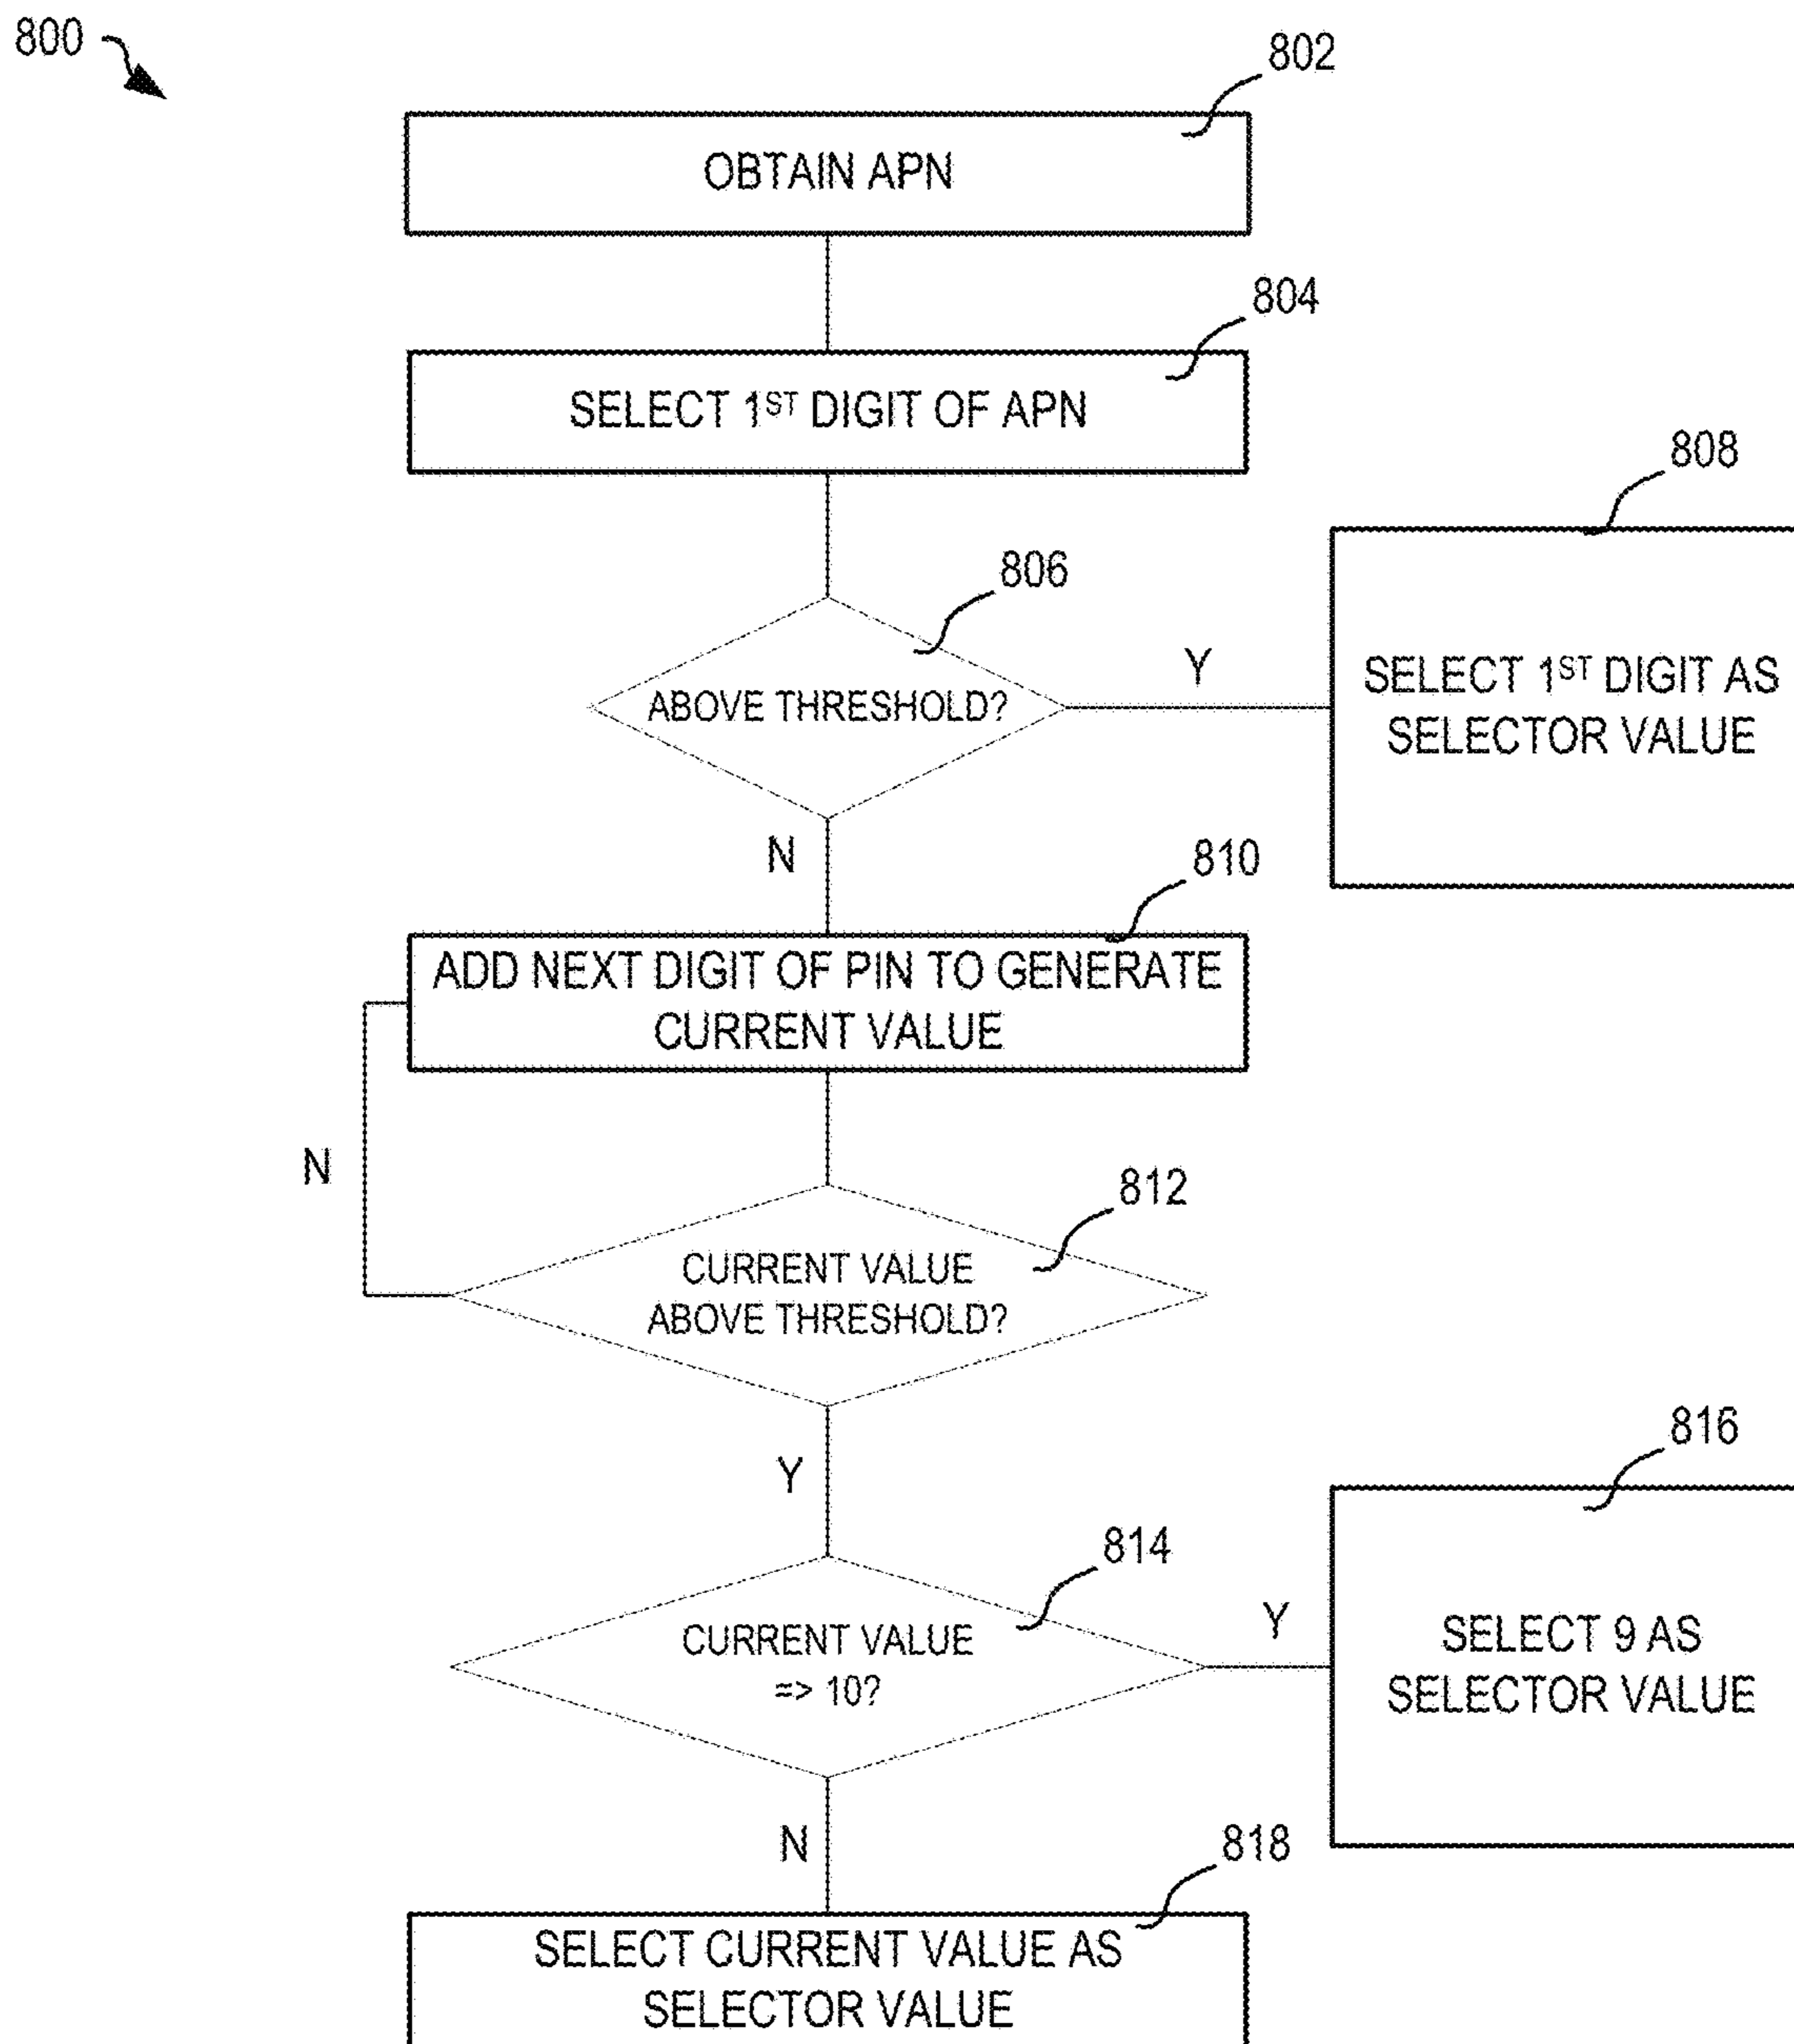 800
802
OBTAIN APN
804
SELECT 1ST DIGIT OF APN
806
ABOVE THRESHOLD?
Y
808
SELECT 1ST DIGIT AS
SELECTOR VALUE
N
810
ADD NEXT DIGIT OF PIN TO GENERATE
CURRENT VALUE
N
812
CURRENT VALUE
ABOVE THRESHOLD?
Y
814
CURRENT VALUE
=> 10?
Y
816
SELECT 9 AS
SELECTOR VALUE
N
818
SELECT CURRENT VALUE AS
SELECTOR VALUE